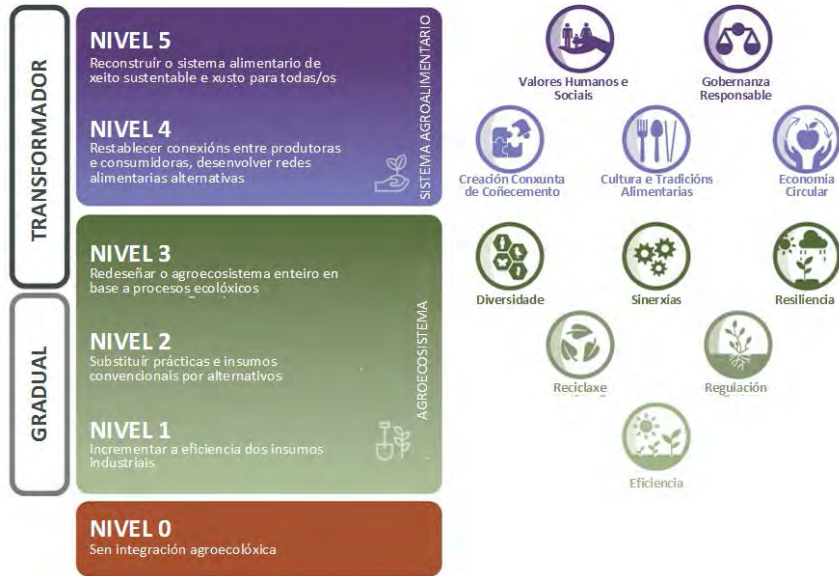 TRANSFORMADOR
GRADUAL
NIVEL 5
Reconstruír o sistema alimentario de
xeito sustentable e xusto para todas/os
NIVEL 4
Restablecer conexións entre produtoras
e consumidoras, desenvolver redes
alimentarias alternativas
SISTEMA AGROALIMENTARIO
NIVEL 3
Redeseñar o agroecosistema enteiro en
base a procesos ecolóxicos
NIVEL 2
Substituír prácticas e insumos
convencionais por alternativos
NIVEL 1
Incrementar a eficiencia dos insumos
industriais
AGROECOSISTEMA
NIVEL 0
Sen integración agroecolóxica
Valores Humanos e
Sociais
Gobernanza
Responsable
Creación Conxunta
de Coñecemento
Cultura e Tradicións
Alimentarias
Economía
Circular
Diversidade
Sinerxías
Resiliencia
Reciclaxe
Regulación
Eficiencia